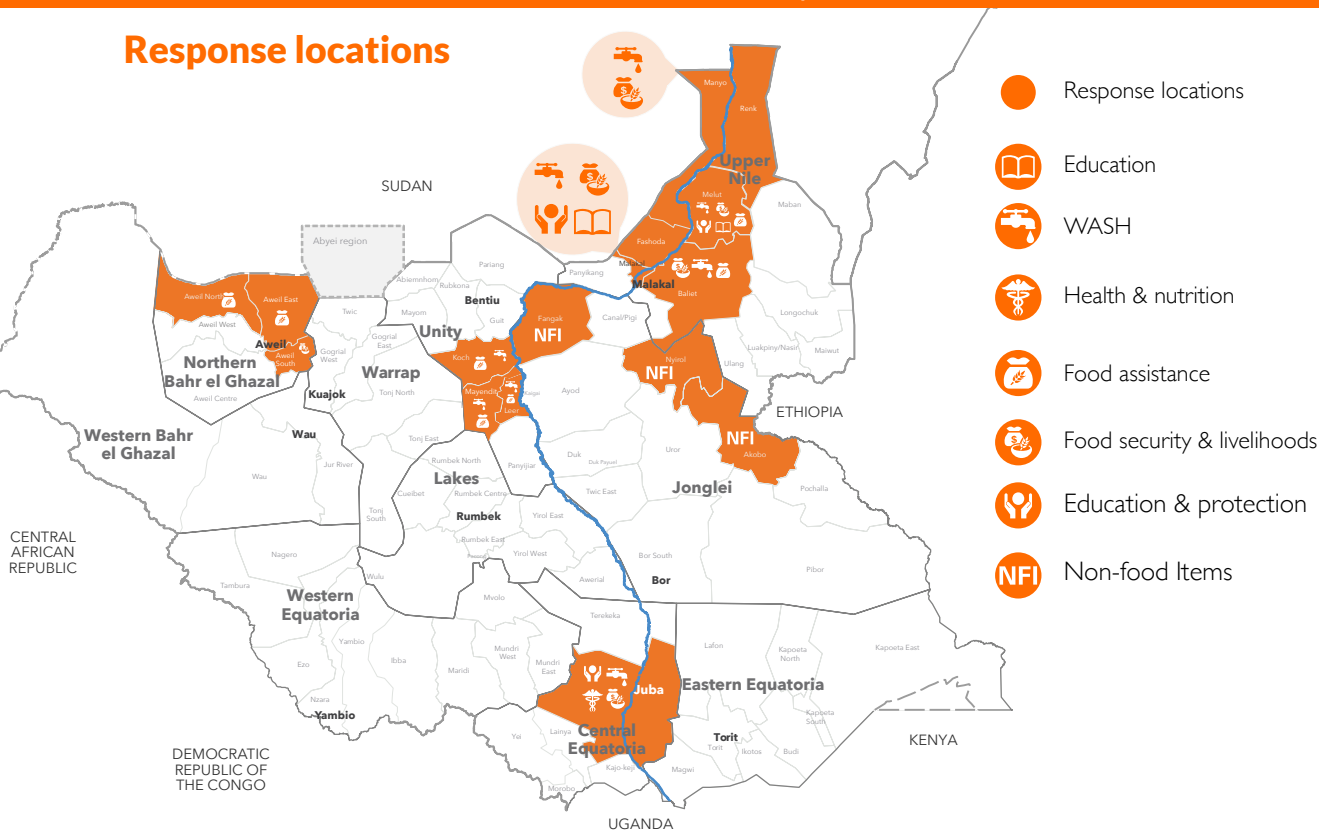 Response locations
Response locations
Education
WASH
Health & nutrition
Food assistance
Food security & livelihoods
Education & protection
NFI
Non-food Items
SUDAN
Abyei region
Manyo
Renk
Upper
Nile
Maban
Melut
Fashoda
Malakal
Malakal
Baliet
Panyikang
Pariang
Abiemnhom
Rubkona
Bentiu
Mayom
Guit
Unity
Fangak
NFI
Canal/Pigi
Longochuk
Luakpiny/Nasir
Maiwut
Ulang
Nyirol
NFI
Aweil North
Aweil East
Aweil West
Aweil
Aweil
South
Northern
Bahr el Ghazal
Aweil Centre
Twic
Gogrial
East
Gogrial
West
Warrap
Kuajok
Tonj North
Koch
Mayendit
Leer
Ayod
ETHIOPIA
NFI
Akobo
Western Bahr
el Ghazal
Wau
Wau
Jur River
Tonj East
Rumbek North
Panyijiar
Lakes
Cueibet
Rumbek Centre
Rumbek
Tonj
South
Rumbek East
Yirol East
Yirol West
Duk
Duk Payuel
Uror
Twic East
Jonglei
Pochalla
CENTRAL
AFRICAN
REPUBLIC
Nagero
Tambura
Wulu
Awerial
Bor South
Bor
Pibor
Western
Equatoria
Mvolo
Terekeka
Yambio
Ezo
Ibba
Maridi
Mundri
West
Mundri
East
Nzara
Yambio
Juba
Lafon
Kapoeta
North
Kapoeta East
Eastern Equatoria
Kapoeta
South
Central
Equatoria
Yei
Lainya
Kajo-keji
Morobo
Torit
Torit
Magwi
Ikotos
Budi
KENYA
DEMOCRATIC
REPUBLIC OF
THE CONGO
UGANDA